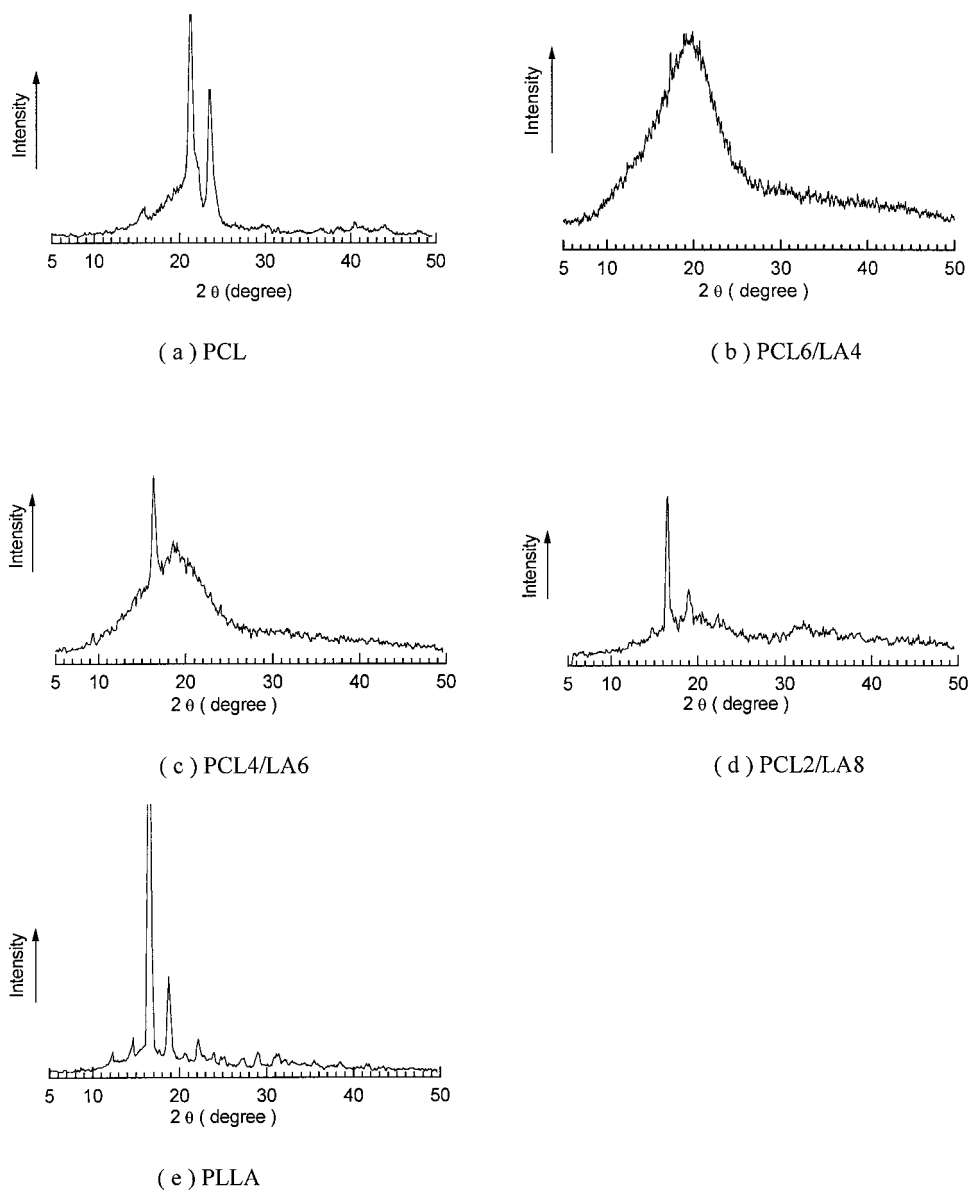 Intensity
5 10 20 30 40 50
2 θ (degree)
( a ) PCL
Intensity
5 10 20 30 40 50
2 θ ( degree )
( b ) PCL6/LA4
Intensity
5 10 20 30 40 50
2 θ ( degree )
( c ) PCL4/LA6
Intensity
5 10 20 30 40 50
2 θ ( degree )
( d ) PCL2/LA8
Intensity
5 10 20 30 40 50
2 θ ( degree )
( e ) PLLA